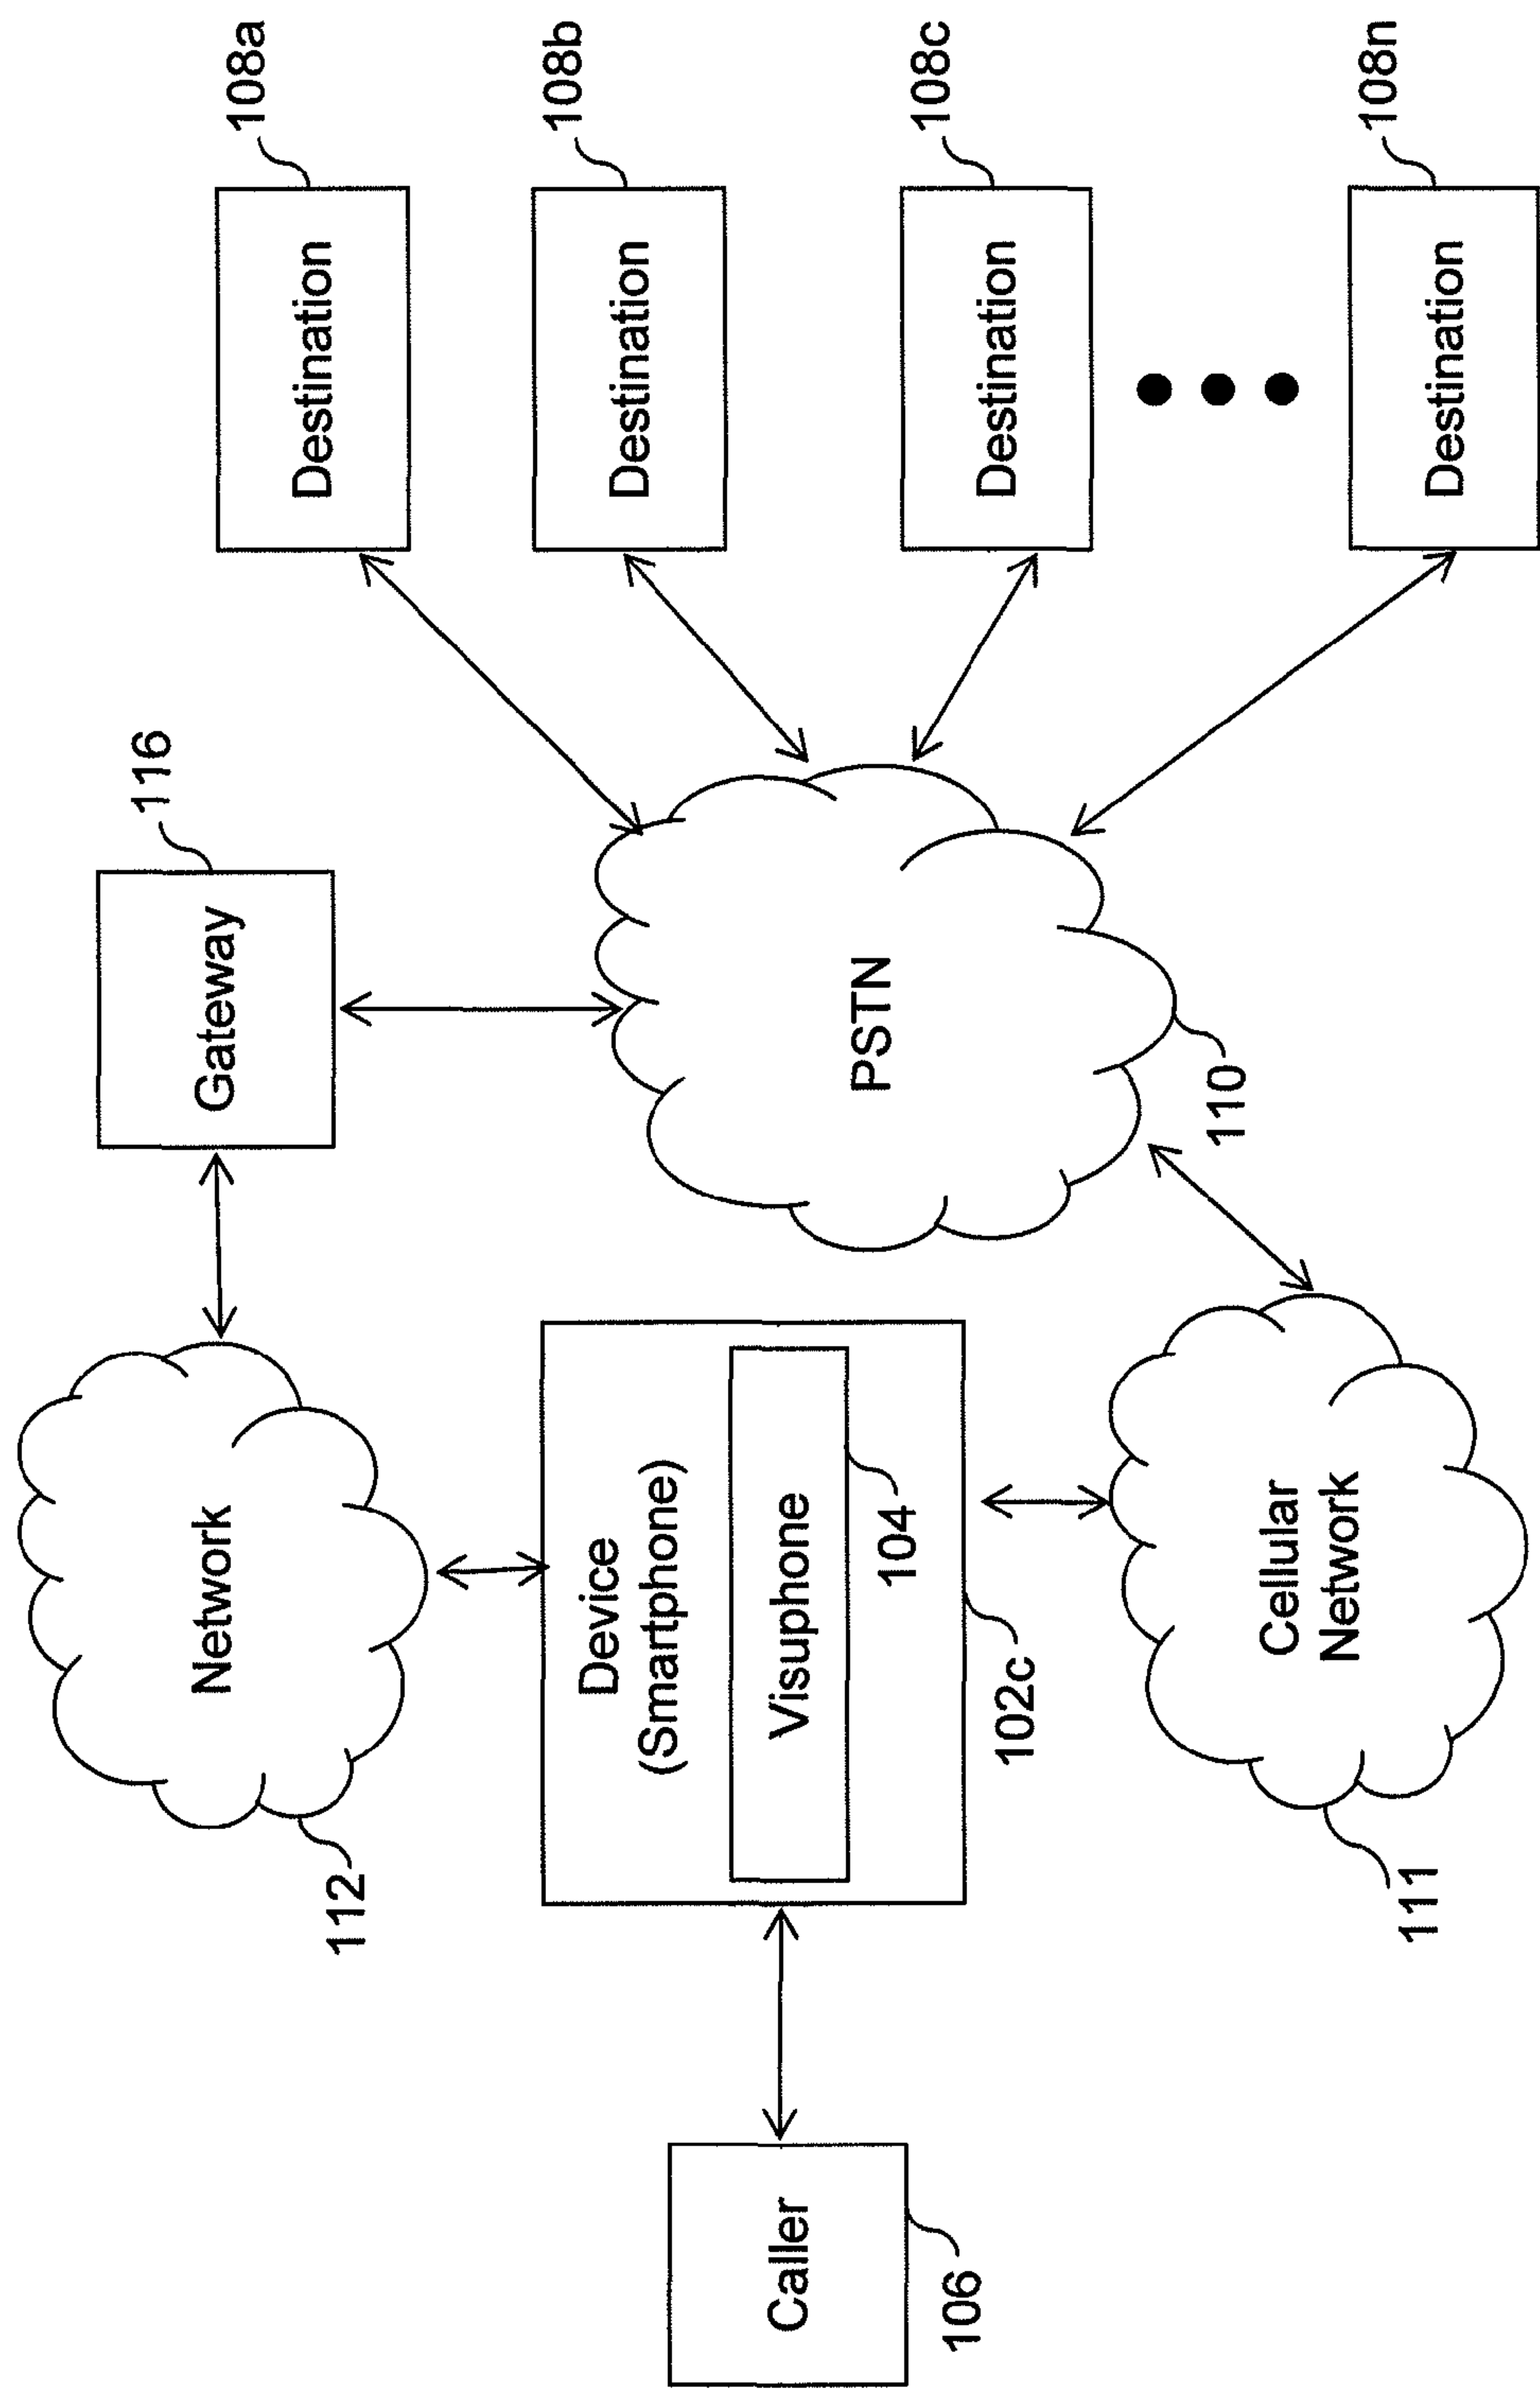 112
Network
Gateway
116
Destination
108a
Destination
108b
Caller
106
Device
(Smartphone)
Visuphone
104
102c
PSTN
110
Destination
108c
Cellular
Network
111
Destination
108n